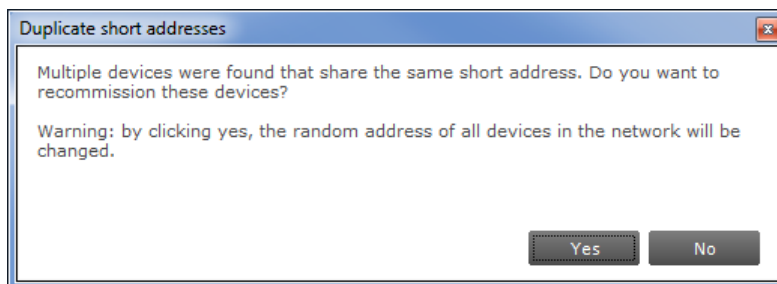 Duplicate short addresses
Multiple devices were found that share the same short address. Do you want to
recommission these devices?
Warning: by clicking yes, the random address of all devices in the network will be
changed.
Yes No